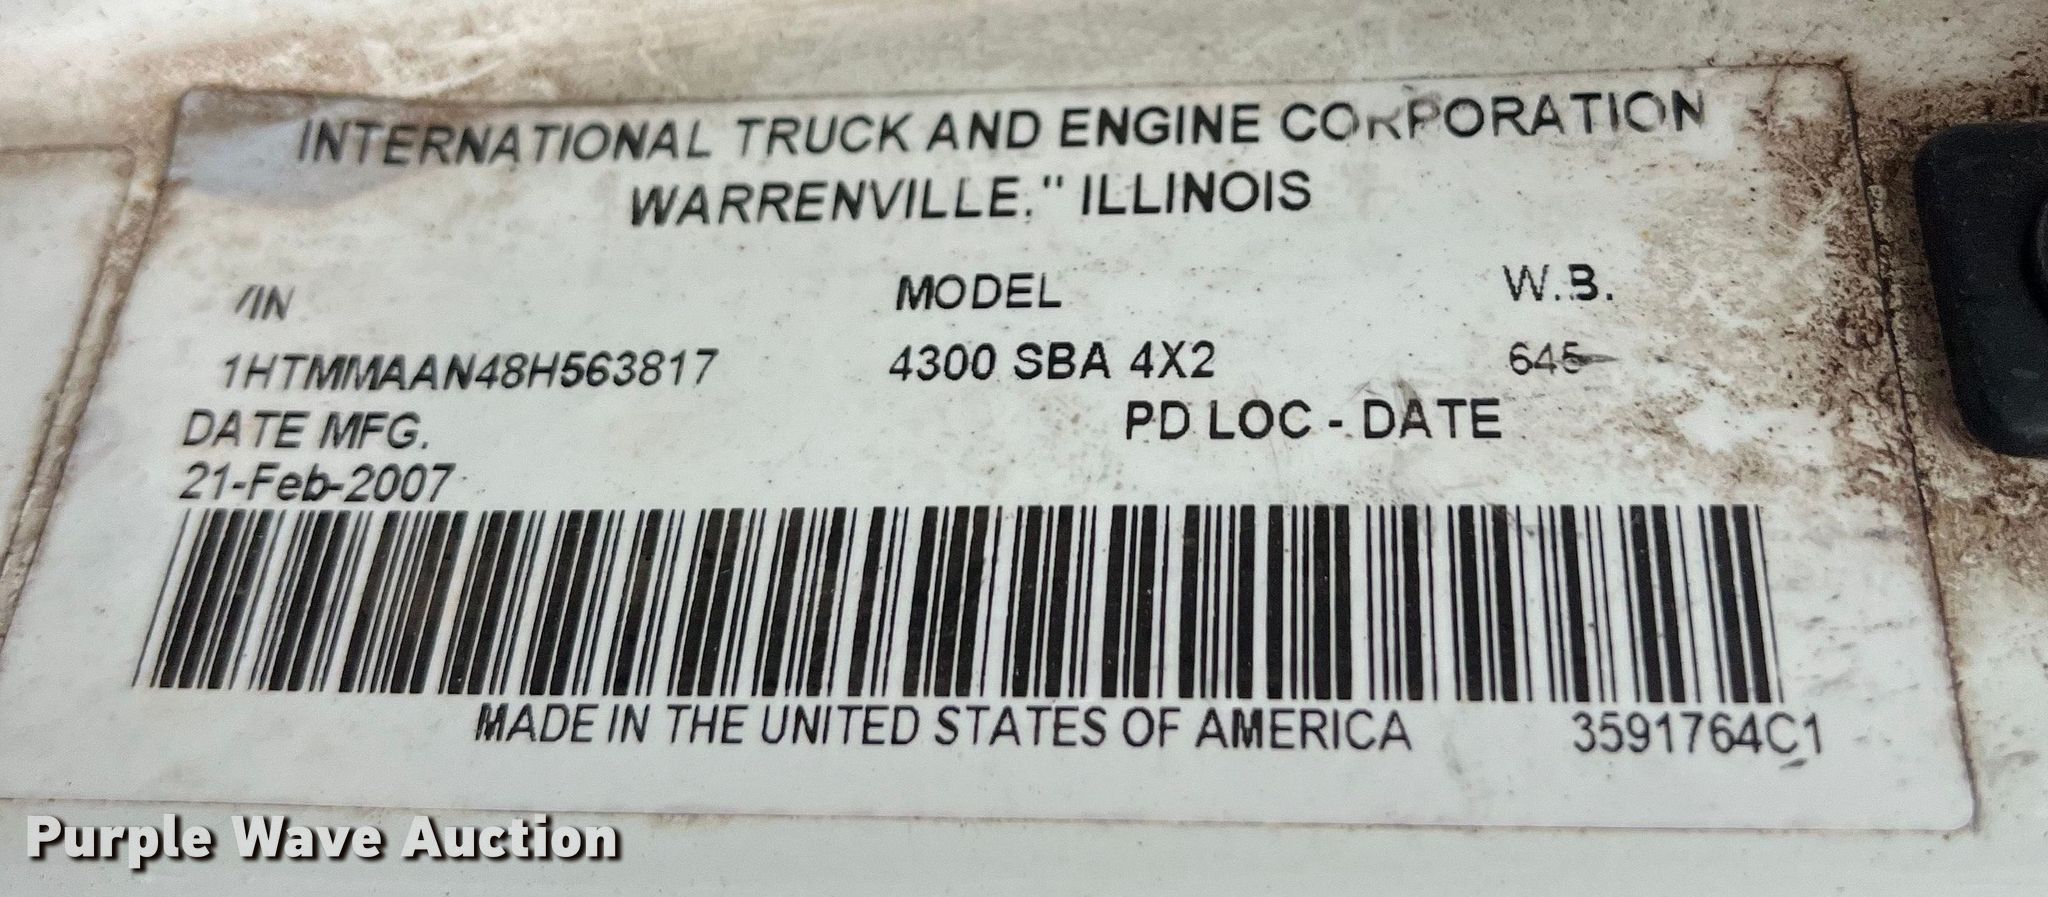 INTERNATIONAL TRUCK AND ENGINE CORPORATION
WARRENVILLE," ILLINOIS
VIN MODEL W.B.
1HTMMAAN48H563817 4300 SBA 4X2 645
DATE MFG. PD LOC - DATE
21-Feb-2007
MADE IN THE UNITED STATES OF AMERICA 3591764C1
Purple Wave Auction